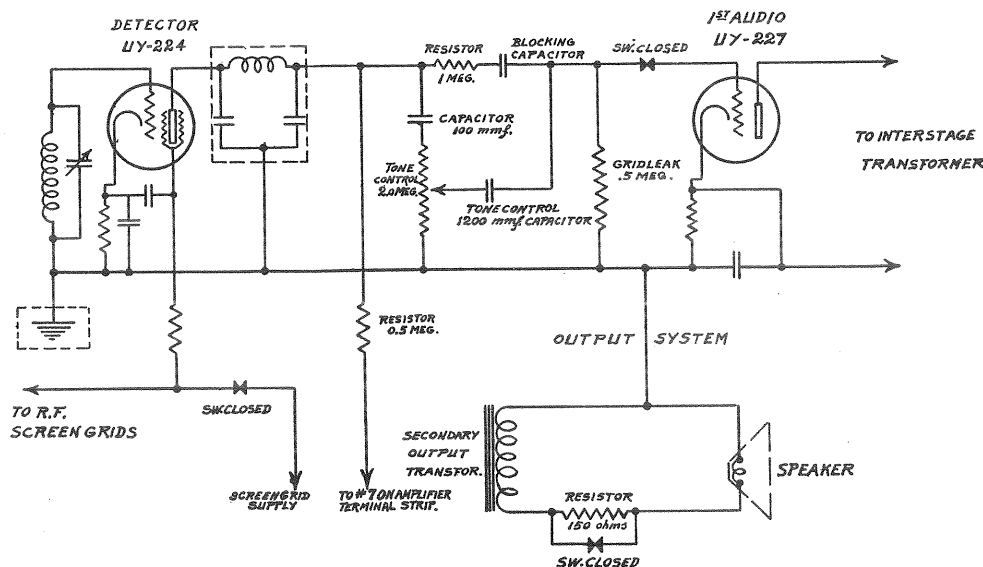 DETECTOR
UY-224
1ST AUDIO
UY-227
RESISTOR
1 MEG.
BLOCKING
CAPACITOR
SW.CLOSED
CAPACITOR
100 mmf.
TO INTERSTAGE
TRANSFORMER
TONE
CONTROL
2.0 MEG.
GRIDLEAK
.5 MEG.
TONE CONTROL
1200 mmf CAPACITOR
RESISTOR
0.5 MEG.
OUTPUT SYSTEM
TO R.F.
SCREEN GRIDS
SW.CLOSED
SECONDARY
OUTPUT
TRANSFOR.
SPEAKER
SCREEN GRID
SUPPLY
TO #7 ON AMPLIFIER
TERMINAL STRIP.
RESISTOR
150 ohms
SW.CLOSED